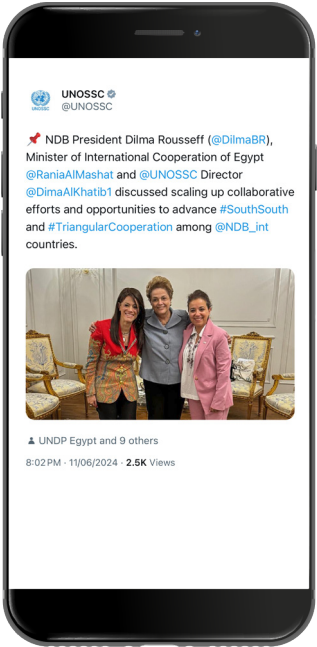 UNOSSC
UNOSSC
@UNOSSC
📌 NDB President Dilma Rousseff (@DilmaBR),
Minister of International Cooperation of Egypt
@RaniaAlMashat and @UNOSSC Director
@DimaAlKhatib1 discussed scaling up collaborative
efforts and opportunities to advance #SouthSouth
and #TriangularCooperation among @NDB_int
countries.
UNDP Egypt and 9 others
8:02 PM · 11/06/2024 · 2.5K Views